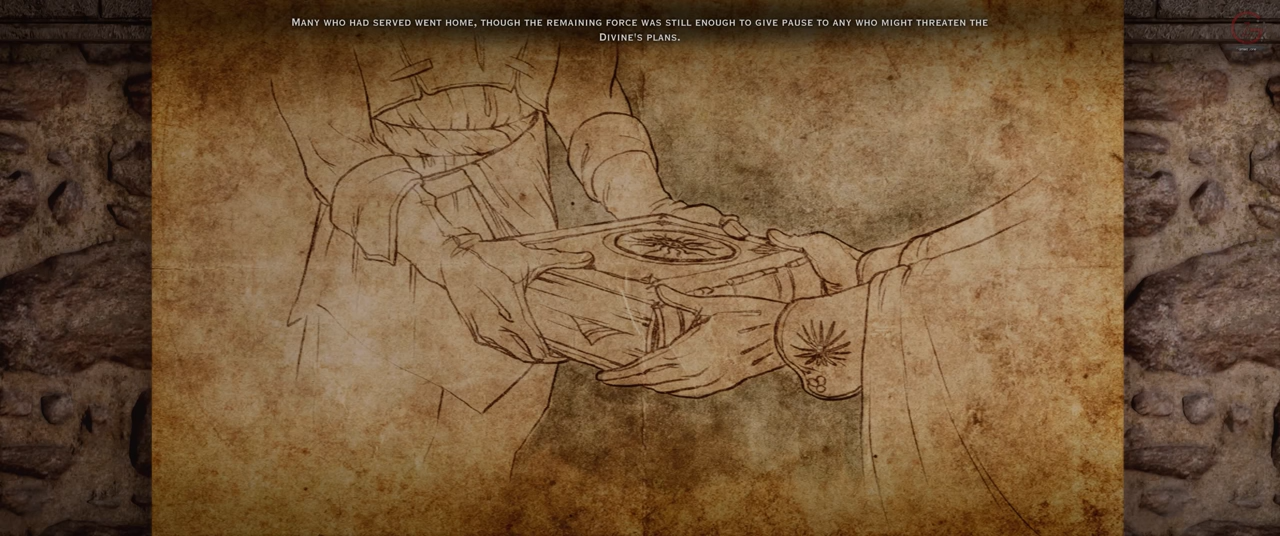 Many who had served went home, though the remaining force was still enough to give pause to any who might threaten the
Divine's plans.